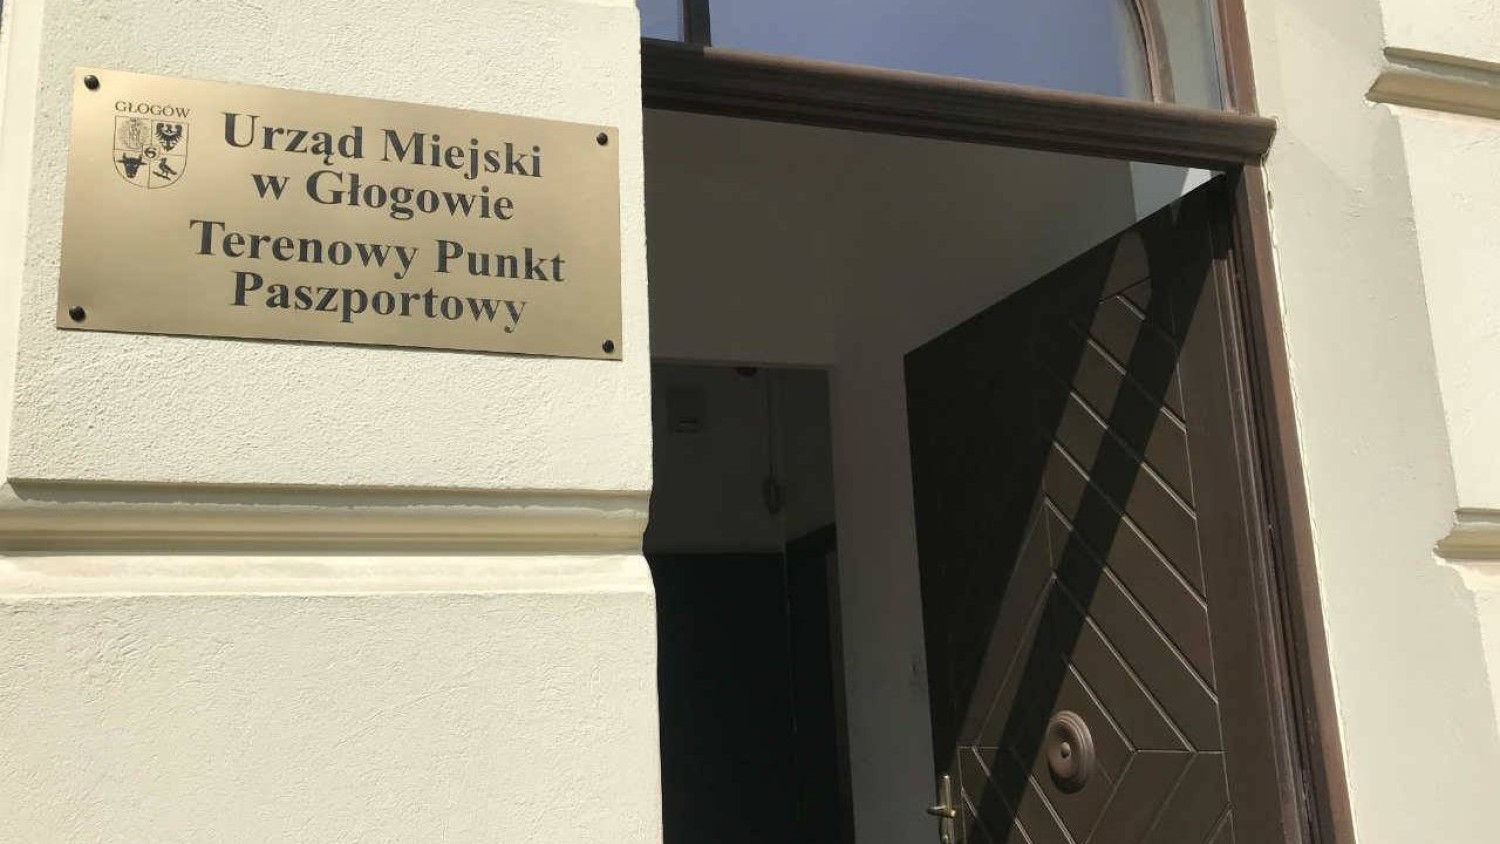 GŁOGÓW
Urząd Miejski
w Głogowie
Terenowy Punkt
Paszportowy